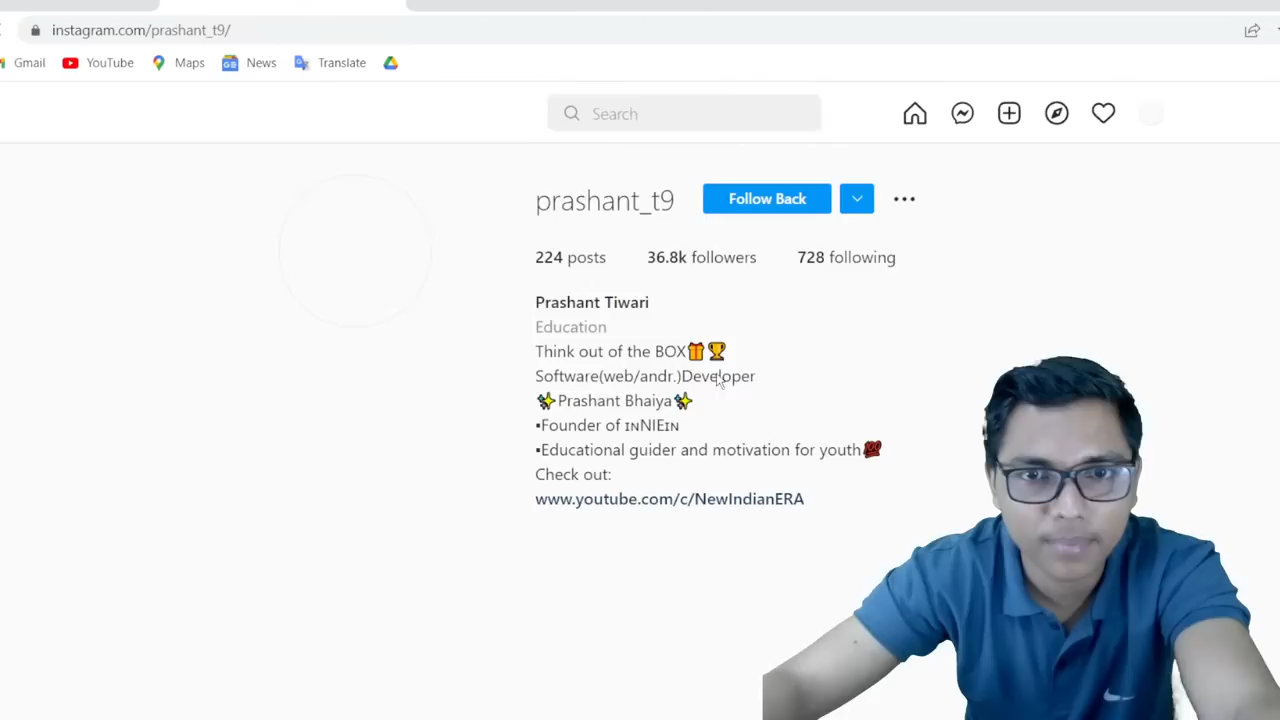 instagram.com/prashant_t9/
Gmail YouTube Maps News Translate
Search
prashant_t9 Follow Back
224 posts 36.8k followers 728 following
Prashant Tiwari
Education
Think out of the BOX🎁🏆
Software(web/andr.)Developer
✨Prashant Bhaiya✨
▪Founder of ɪɴNIEɪɴ
▪Educational guider and motivation for youth💯
Check out:
www.youtube.com/c/NewIndianERA